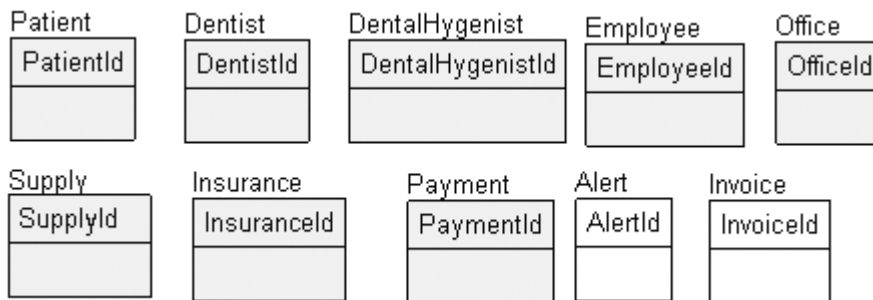 Patient
PatientId
Dentist
DentistId
DentalHygenist
DentalHygenistId
Employee
EmployeeId
Office
OfficeId
Supply
SupplyId
Insurance
InsuranceId
Payment
PaymentId
Alert
AlertId
Invoice
InvoiceId